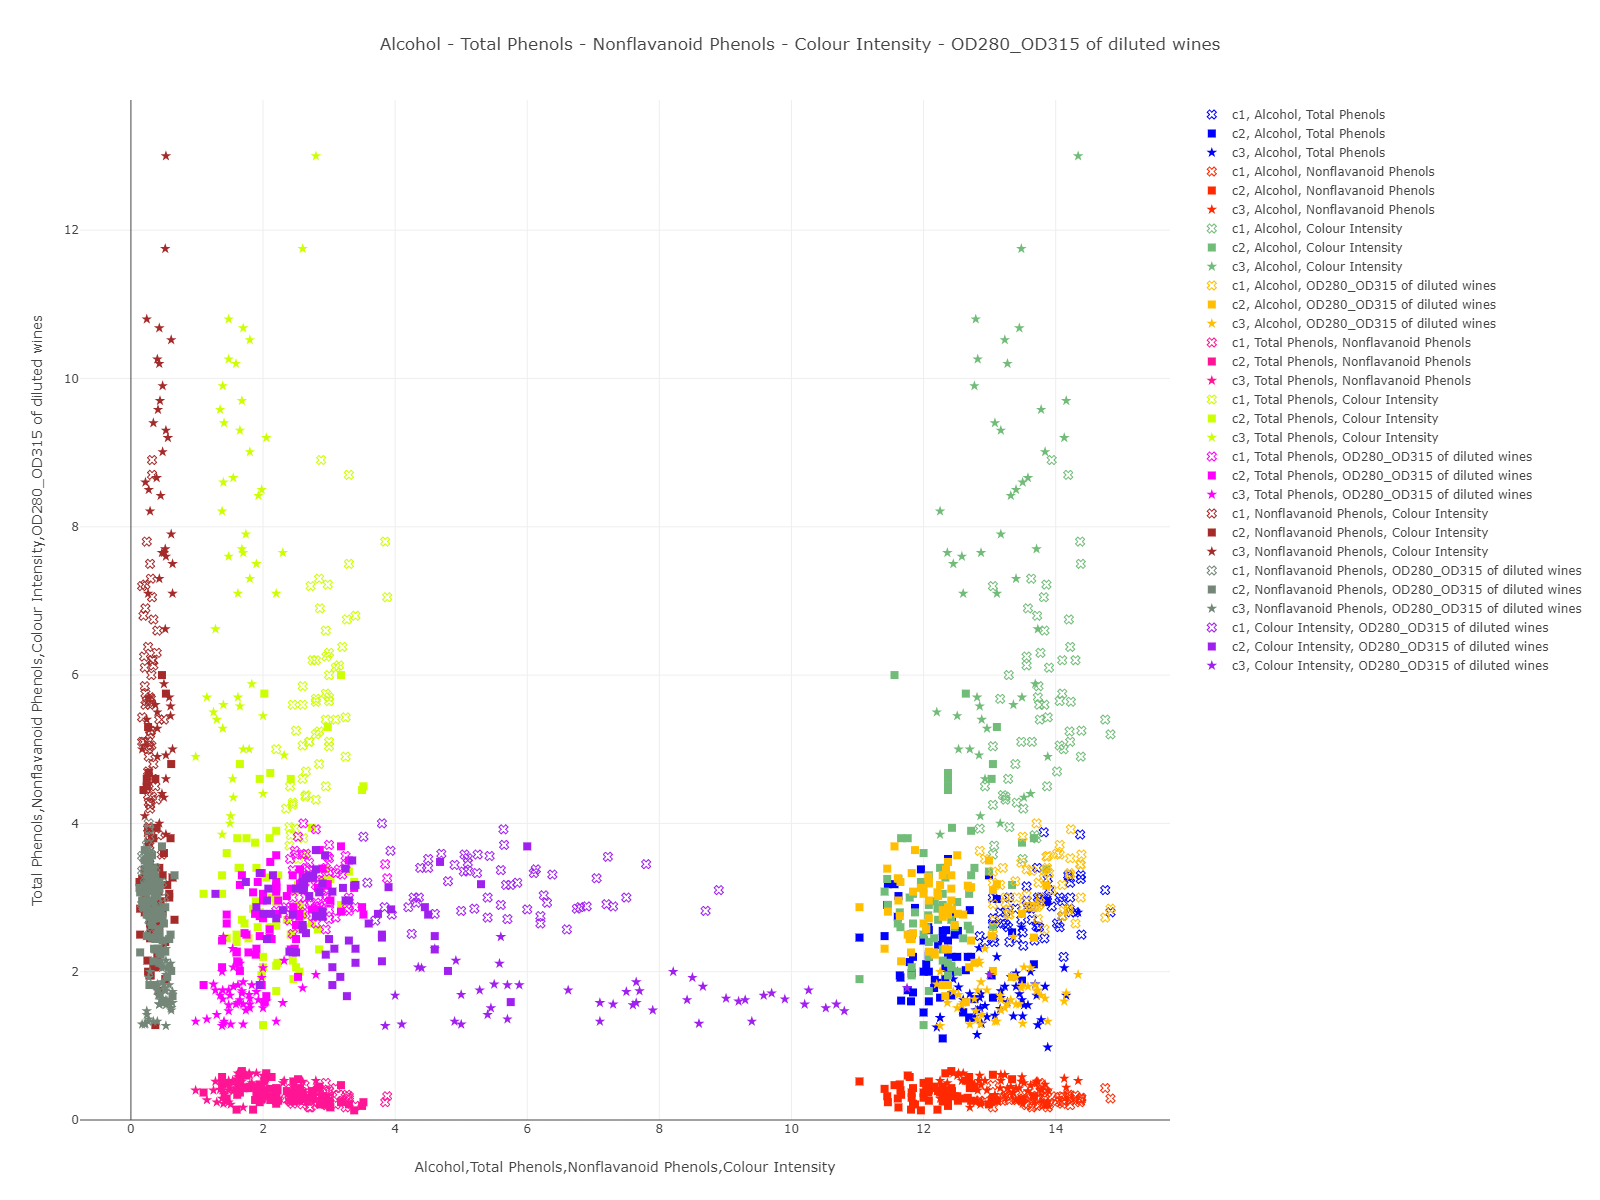 Alcohol - Total Phenols - Nonflavanoid Phenols - Colour Intensity - OD280_OD315 of diluted wines
Total Phenols,Nonflavanoid Phenols,Colour Intensity,OD280_OD315 of diluted wines
12
10
8
6
4
2
0
0 2 4 6 8 10 12 14
Alcohol,Total Phenols,Nonflavanoid Phenols,Colour Intensity
c1, Alcohol, Total Phenols
c2, Alcohol, Total Phenols
c3, Alcohol, Total Phenols
c1, Alcohol, Nonflavanoid Phenols
c2, Alcohol, Nonflavanoid Phenols
c3, Alcohol, Nonflavanoid Phenols
c1, Alcohol, Colour Intensity
c2, Alcohol, Colour Intensity
c3, Alcohol, Colour Intensity
c1, Alcohol, OD280_OD315 of diluted wines
c2, Alcohol, OD280_OD315 of diluted wines
c3, Alcohol, OD280_OD315 of diluted wines
c1, Total Phenols, Nonflavanoid Phenols
c2, Total Phenols, Nonflavanoid Phenols
c3, Total Phenols, Nonflavanoid Phenols
c1, Total Phenols, Colour Intensity
c2, Total Phenols, Colour Intensity
c3, Total Phenols, Colour Intensity
c1, Total Phenols, OD280_OD315 of diluted wines
c2, Total Phenols, OD280_OD315 of diluted wines
c3, Total Phenols, OD280_OD315 of diluted wines
c1, Nonflavanoid Phenols, Colour Intensity
c2, Nonflavanoid Phenols, Colour Intensity
c3, Nonflavanoid Phenols, Colour Intensity
c1, Nonflavanoid Phenols, OD280_OD315 of diluted wines
c2, Nonflavanoid Phenols, OD280_OD315 of diluted wines
c3, Nonflavanoid Phenols, OD280_OD315 of diluted wines
c1, Colour Intensity, OD280_OD315 of diluted wines
c2, Colour Intensity, OD280_OD315 of diluted wines
c3, Colour Intensity, OD280_OD315 of diluted wines